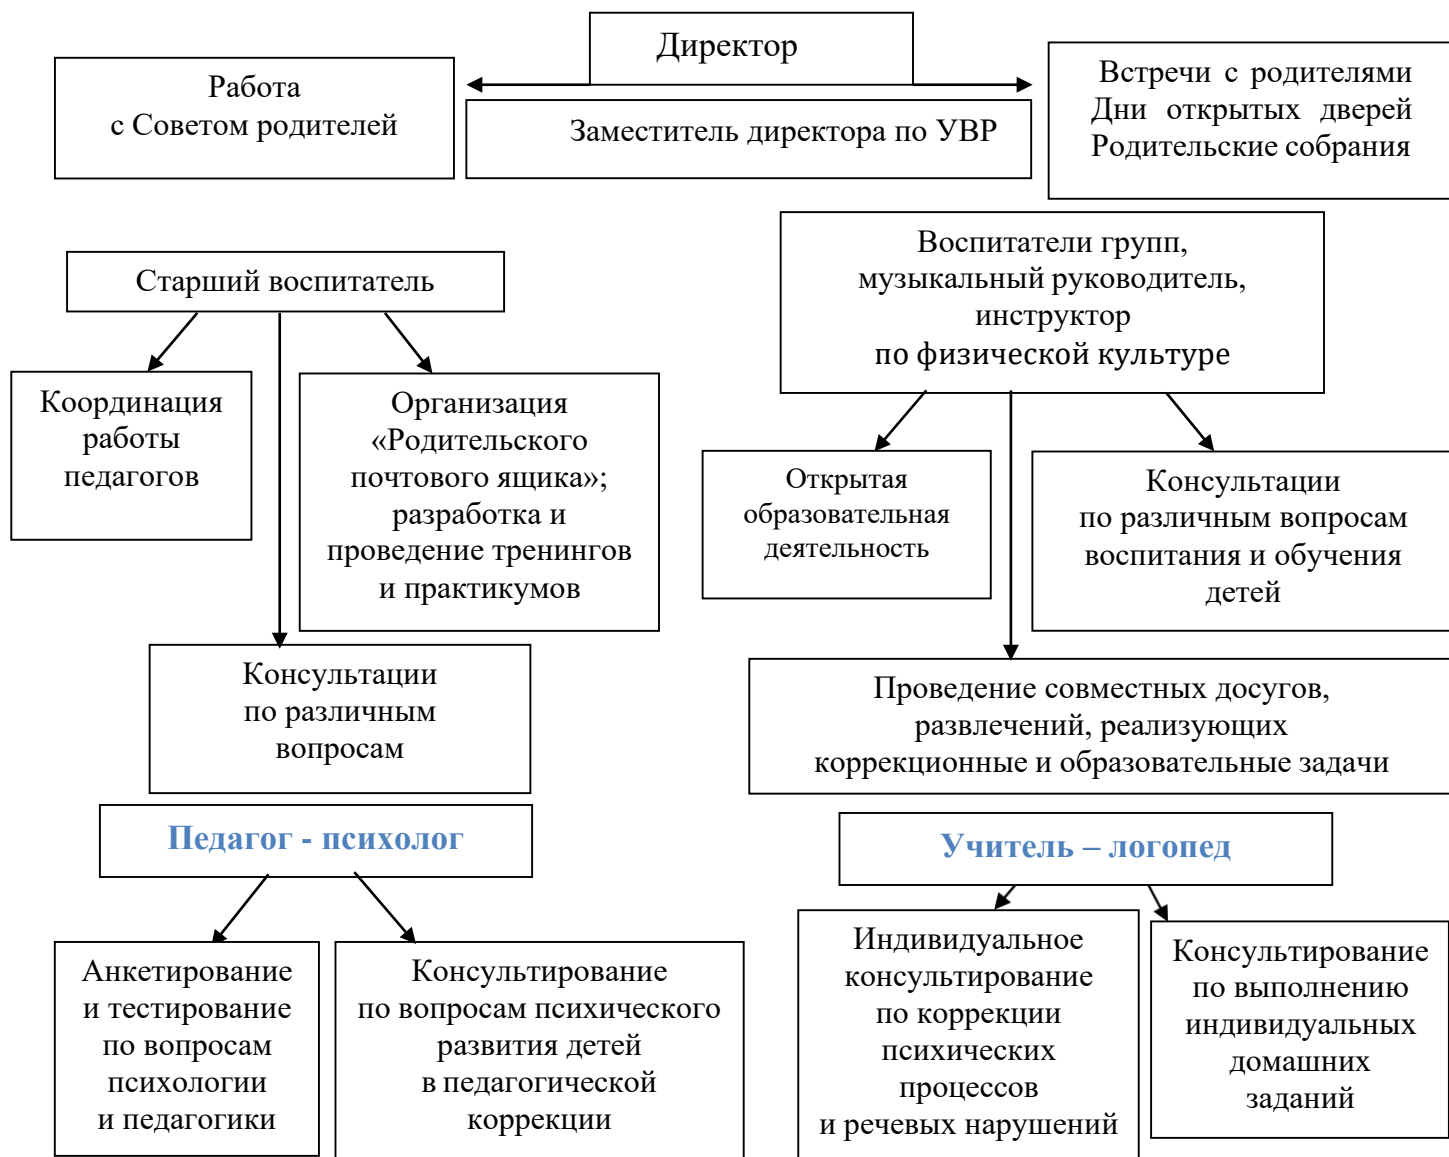 Директор
Работа
с Советом родителей
Заместитель директора по УВР
Встречи с родителями
Дни открытых дверей
Родительские собрания
Старший воспитатель
Воспитатели групп,
музыкальный руководитель,
инструктор
по физической культуре
Координация
работы
педагогов
Организация
«Родительского
почтового ящика»;
разработка и
проведение тренингов
и практикумов
Открытая
образовательная
деятельность
Консультации
по различным вопросам
воспитания и обучения
детей
Консультации
по различным
вопросам
Проведение совместных досугов,
развлечений, реализующих
коррекционные и образовательные задачи
Педагог - психолог
Учитель – логопед
Анкетирование
и тестирование
по вопросам
психологии
и педагогики
Консультирование
по вопросам психического
развития детей
в педагогической
коррекции
Индивидуальное
консультирование
по коррекции
психических
процессов
и речевых нарушений
Консультирование
по выполнению
индивидуальных
домашних
заданий